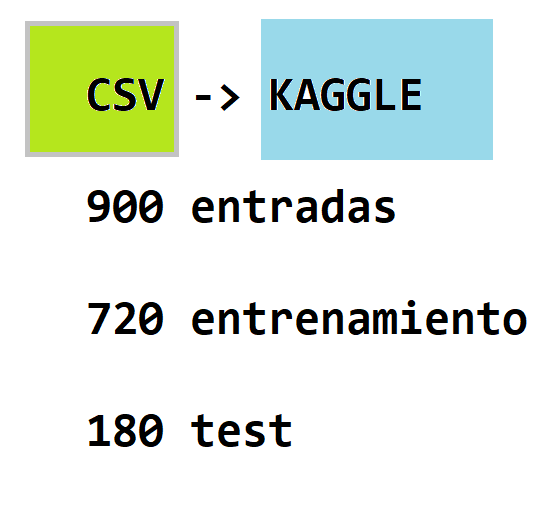 CSV -> KAGGLE
900 entradas
720 entrenamiento
180 test